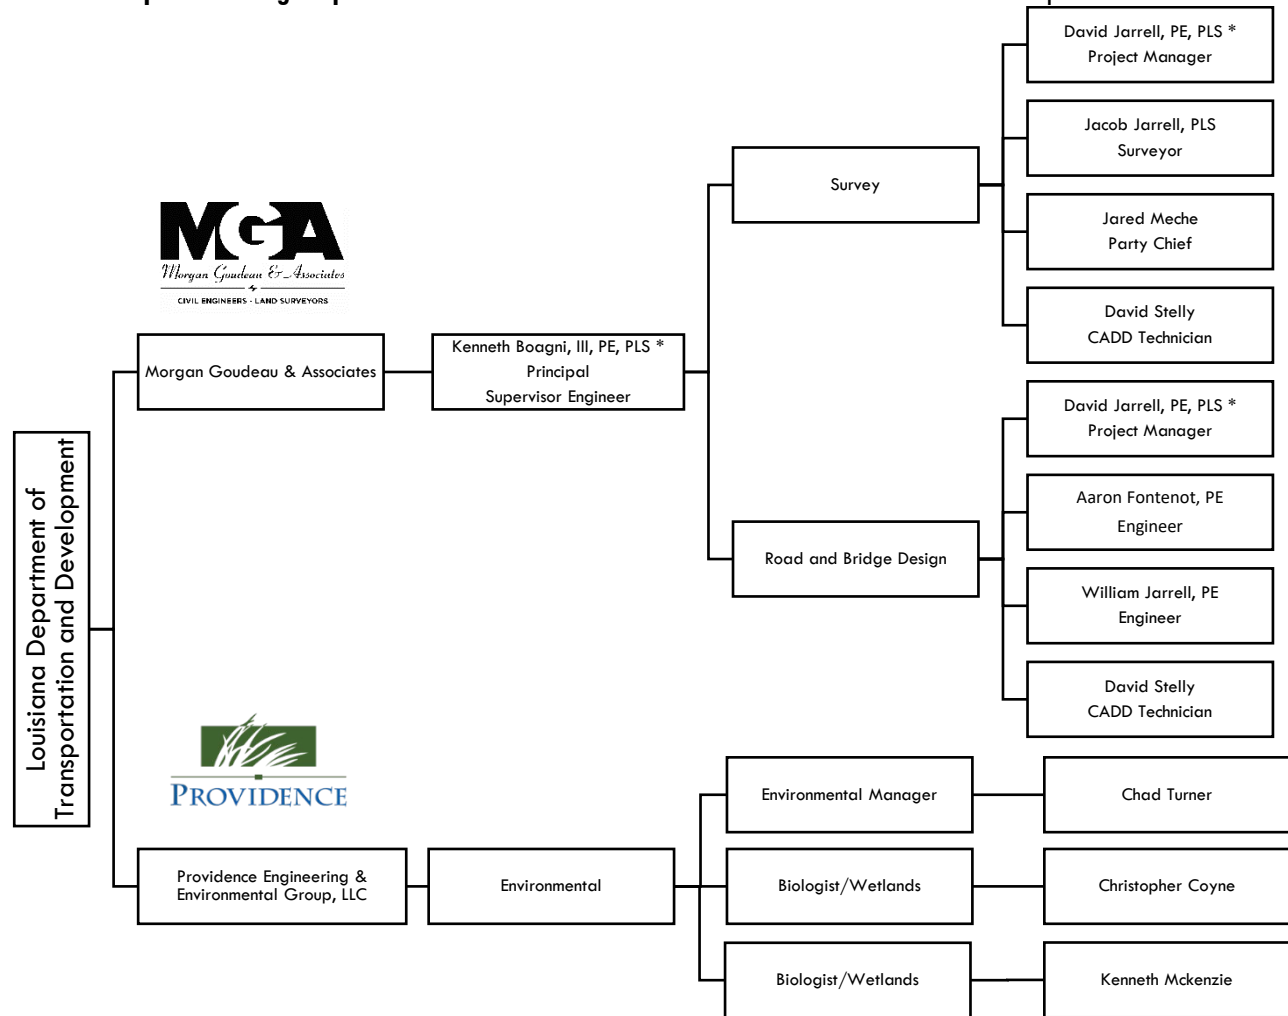 David Jarrell, PE, PLS *
Project Manager
Jacob Jarrell, PLS
Surveyor
Survey
Jared Meche
Party Chief
David Stelly
CADD Technician
MGA
Morgan Goudeau & Associates
CIVIL ENGINEERS - LAND SURVEYORS
Morgan Goudeau & Associates
Kenneth Boagni, III, PE, PLS *
Principal
Supervisor Engineer
David Jarrell, PE, PLS *
Project Manager
Aaron Fontenot, PE
Engineer
Road and Bridge Design
William Jarrell, PE
Engineer
David Stelly
CADD Technician
Louisiana Department of
Transportation and Development
PROVIDENCE
Environmental Manager
Chad Turner
Providence Engineering &
Environmental Group, LLC
Environmental
Biologist/Wetlands
Christopher Coyne
Biologist/Wetlands
Kenneth Mckenzie